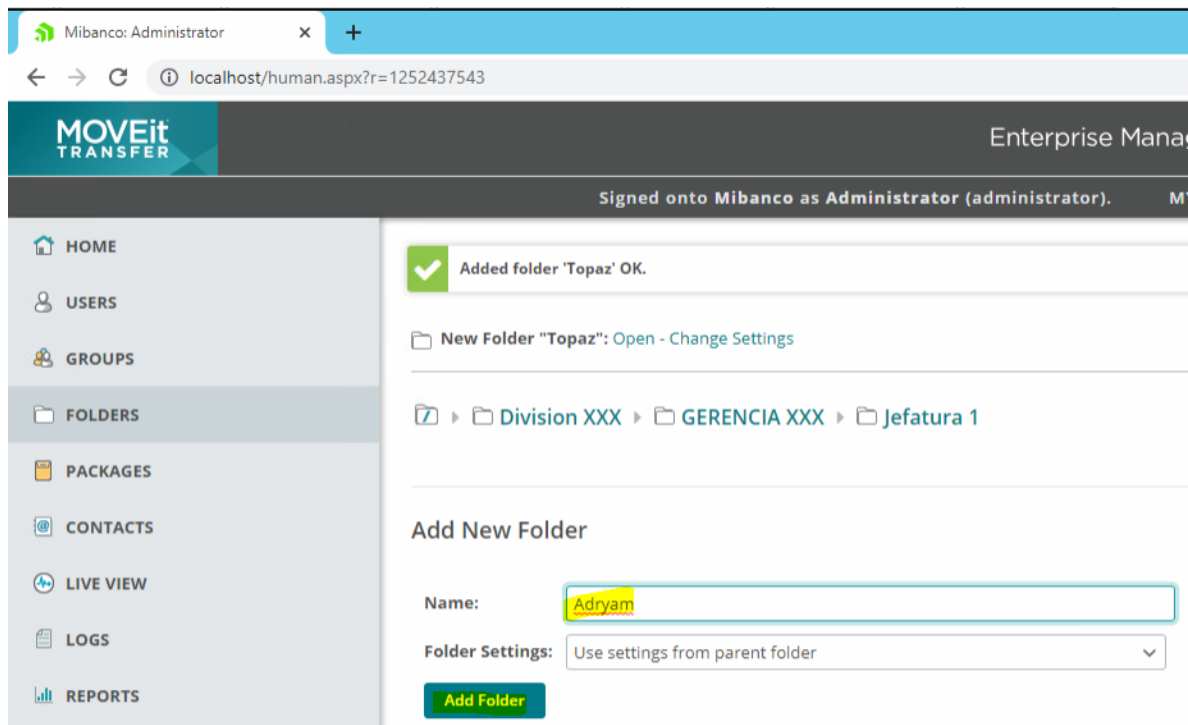 Mibanco: Administrator
localhost/human.aspx?r=1252437543
MOVEit
TRANSFER
Enterprise
Signed onto Mibanco as Administrator (administrator).
HOME
USERS
GROUPS
FOLDERS
PACKAGES
CONTACTS
LIVE VIEW
LOGS
REPORTS
Added folder 'Topaz' OK.
New Folder "Topaz": Open - Change Settings
Division XXX GERENCIA XXX Jefatura 1
Add New Folder
Name: Adryam
Folder Settings: Use settings from parent folder
Add Folder